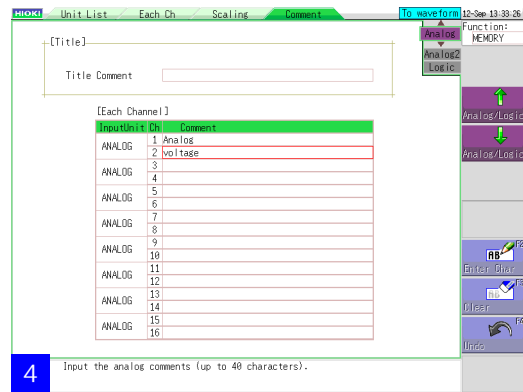 HIOKI Unit List Each Ch Scaling Comment To waveform 12-Sep 13:33:26
Function:
MEMORY
Analog
Analog2
Logic
[Title]
Title Comment
[Each Channel]
InputUnit Ch Comment
ANALOG 1 Analog
2 voltage
ANALOG 3
4
ANALOG 5
6
ANALOG 7
8
ANALOG 9
10
ANALOG 11
12
ANALOG 13
14
ANALOG 15
16
Analog/Logic
Analog/Logic
AB
Enter Char
Clear
Undo
4
Input the analog comments (up to 40 characters).